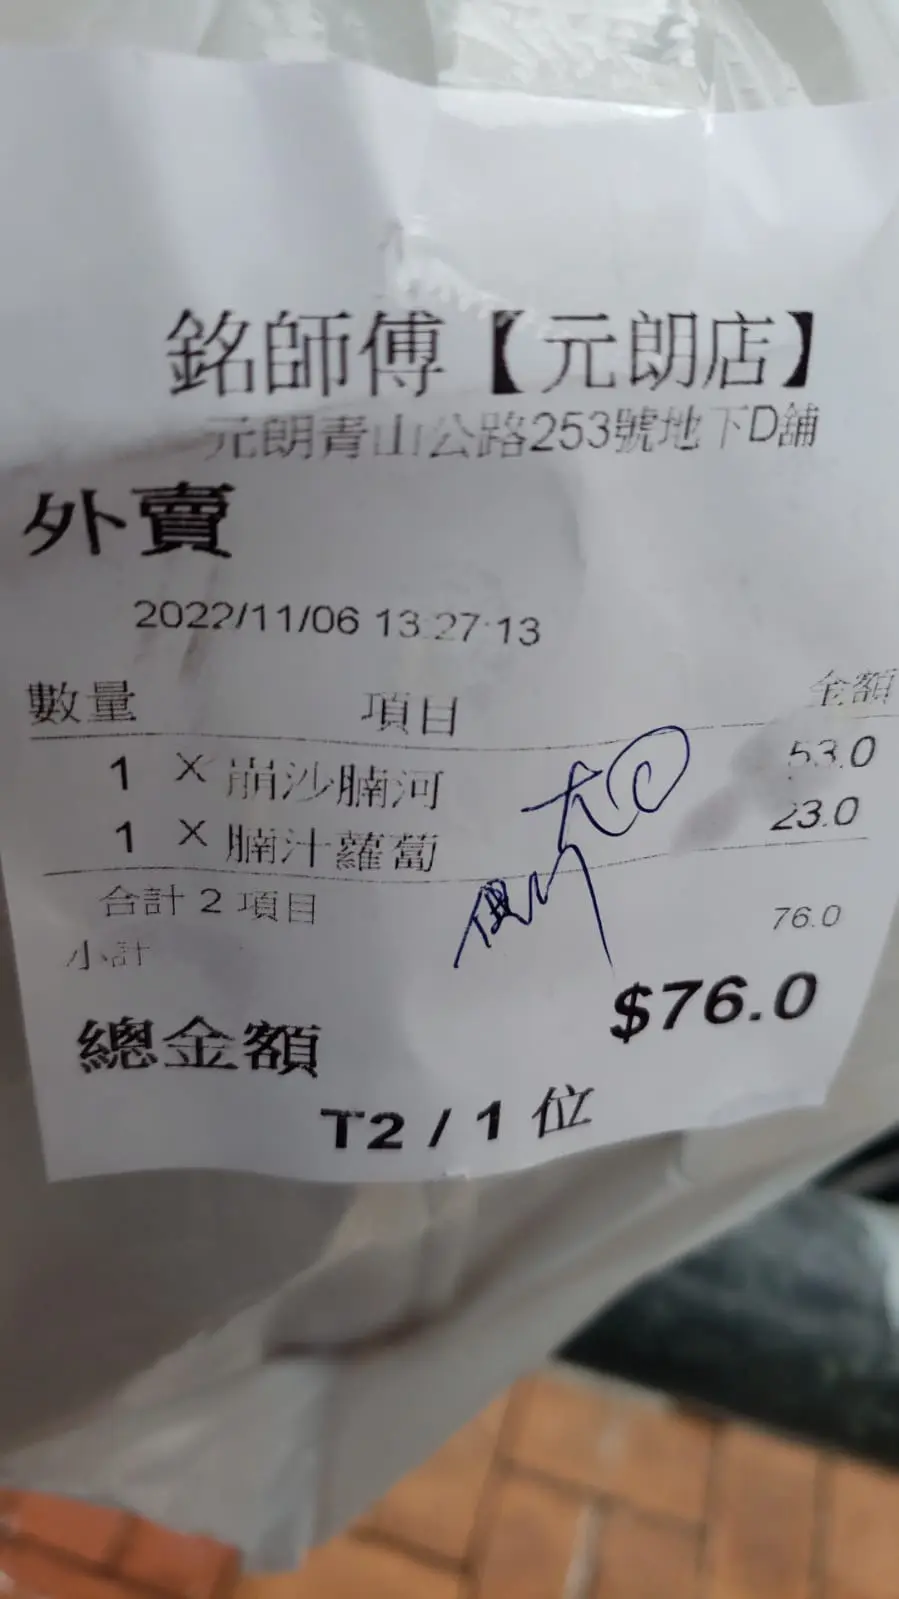 銘師傅【元朗店】
元朗青山公路253號地下D舖
外賣
2022/11/06 13:27:13
數量 項目 金額
1 × 崩沙腩河 53.0
1 × 腩汁蘿蔔 23.0
合計 2 項目
小計 76.0
總金額 $76.0
T2 / 1 位